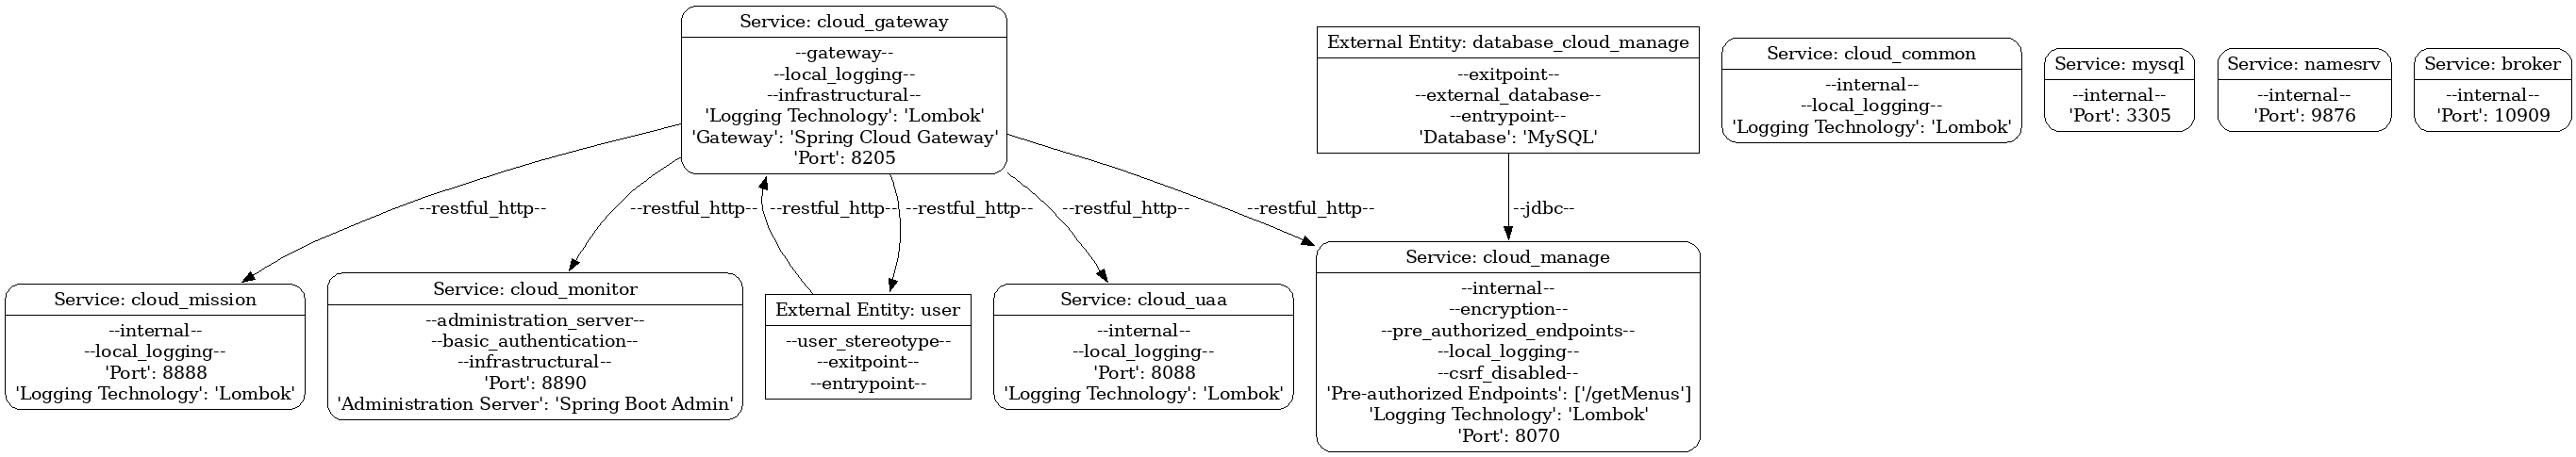 Service: cloud_gateway
--gateway--
--local_logging--
--infrastructural--
'Logging Technology': 'Lombok'
'Gateway': 'Spring Cloud Gateway'
'Port': 8205
External Entity: database_cloud_manage
--exitpoint--
--external_database--
--entrypoint--
'Database': 'MySQL'
Service: cloud_common
--internal--
--local_logging--
'Logging Technology': 'Lombok'
Service: mysql
--internal--
'Port': 3305
Service: namesrv
--internal--
'Port': 9876
Service: broker
--internal--
'Port': 10909
--restful_http--
--restful_http--
--restful_http--
--restful_http--
--restful_http--
--restful_http--
--jdbc--
Service: cloud_mission
--internal--
--local_logging--
'Port': 8888
'Logging Technology': 'Lombok'
Service: cloud_monitor
--administration_server--
--basic_authentication--
--infrastructural--
'Port': 8890
'Administration Server': 'Spring Boot Admin'
External Entity: user
--user_stereotype--
--exitpoint--
--entrypoint--
Service: cloud_uaa
--internal--
--local_logging--
'Port': 8088
'Logging Technology': 'Lombok'
Service: cloud_manage
--internal--
--encryption--
--pre_authorized_endpoints--
--local_logging--
--csrf_disabled--
'Pre-authorized Endpoints': ['/getMenus']
'Logging Technology': 'Lombok'
'Port': 8070